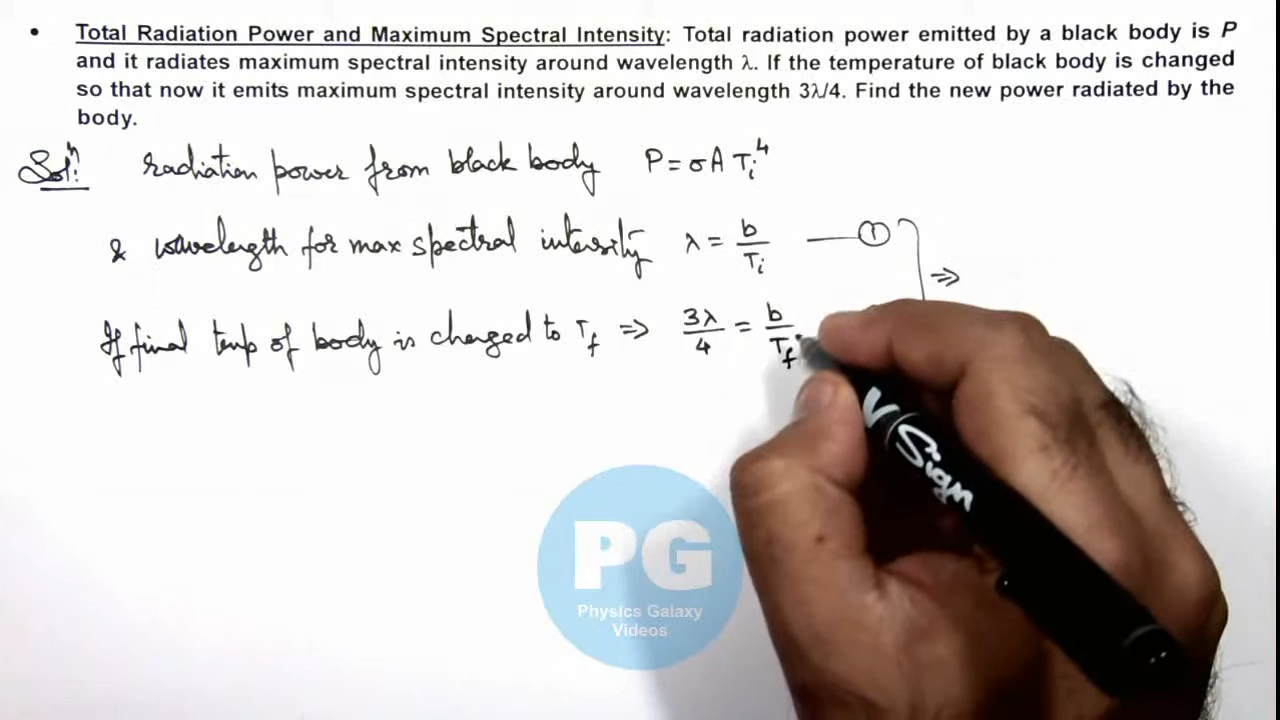 • Total Radiation Power and Maximum Spectral Intensity: Total radiation power emitted by a black body is P
and it radiates maximum spectral intensity around wavelength λ. If the temperature of black body is changed
so that now it emits maximum spectral intensity around wavelength 3λ/4. Find the new power radiated by the
body.
Solⁿ: radiation power from black body P = σATᵢ⁴
& wavelength for max spectral intensity λ = b/Tᵢ — ① ⇒
If final temp of body is changed to T_f ⇒ 3λ/4 = b/T_f
V Sign
PG
Physics Galaxy
Videos